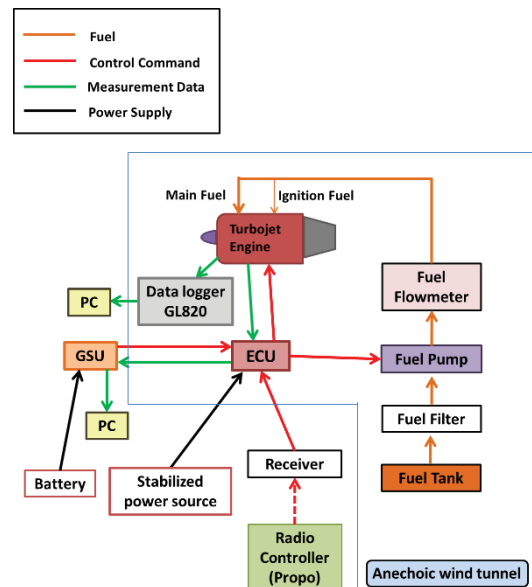 Fuel
Control Command
Measurement Data
Power Supply
Main Fuel
Ignition Fuel
Turbojet
Engine
Data logger
GL820
PC
Fuel
Flowmeter
GSU
ECU
Fuel Pump
PC
Fuel Filter
Battery
Stabilized
power source
Receiver
Fuel Tank
Radio
Controller
(Propo)
Anechoic wind tunnel